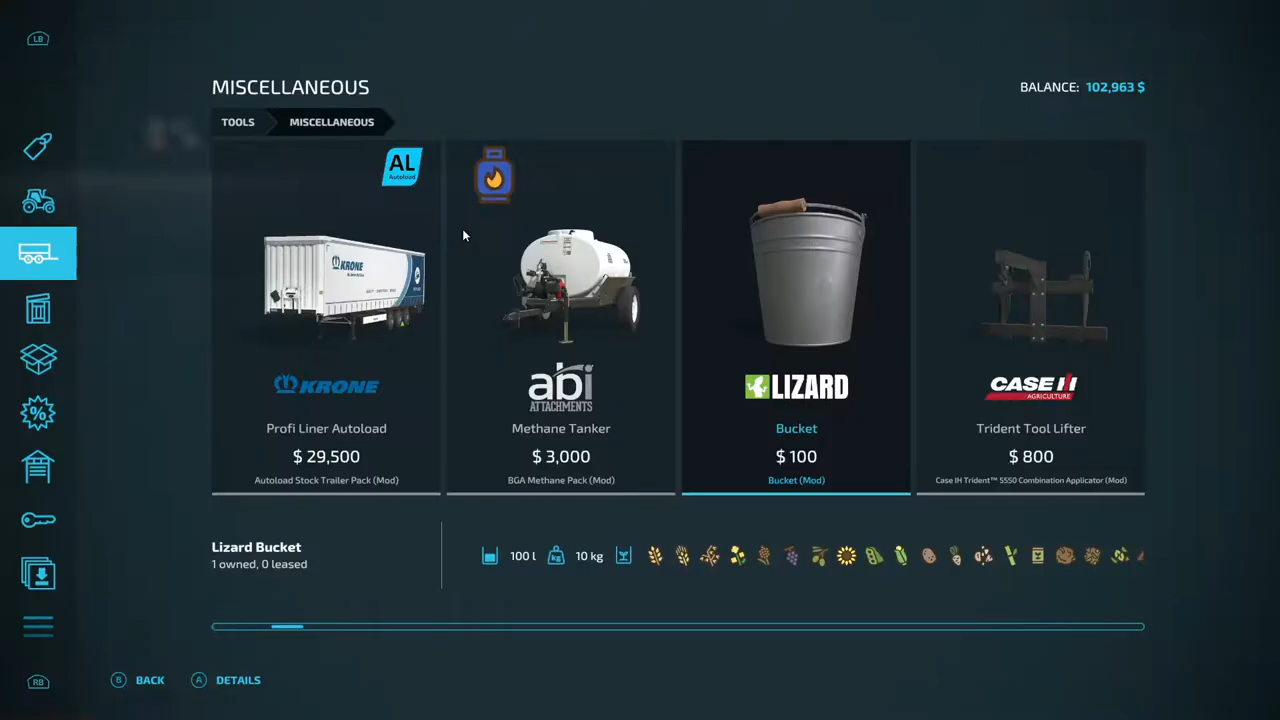 LB
MISCELLANEOUS
BALANCE: 102,963 $
TOOLS
MISCELLANEOUS
AL
Autoload
KRONE
KRONE
Profi Liner Autoload
$ 29,500
Autoload Stock Trailer Pack (Mod)
abi
ATTACHMENTS
Methane Tanker
$ 3,000
BGA Methane Pack (Mod)
LIZARD
Bucket
$ 100
Bucket (Mod)
CASE IH
AGRICULTURE
Trident Tool Lifter
$ 800
Case IH Trident™ 5550 Combination Applicator (Mod)
Lizard Bucket
1 owned, 0 leased
100 l
kg
10 kg
%
RB
B BACK
A DETAILS